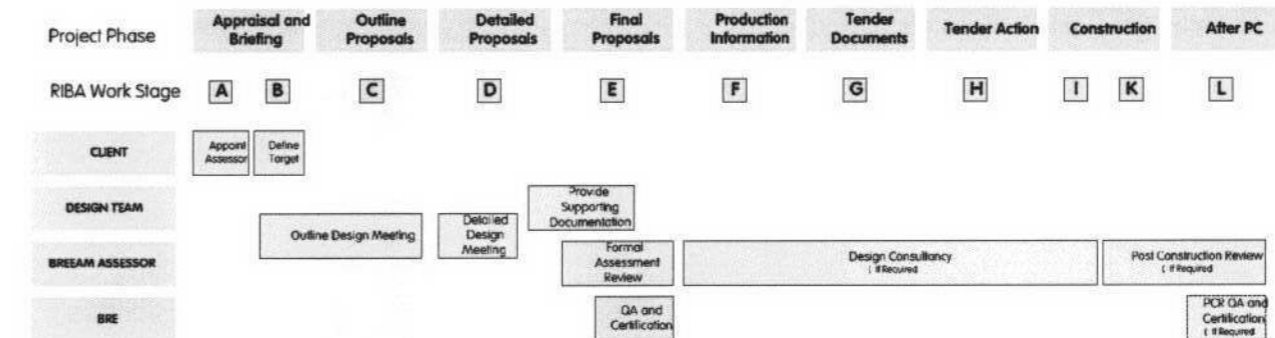 Project Phase
Appraisal and
Briefing
Outline
Proposals
Detailed
Proposals
Final
Proposals
Production
Information
Tender
Documents
Tender Action
Construction
After PC
RIBA Work Stage
A
B
C
D
E
F
G
H
I
K
L
CLIENT
Appoint
Assessor
Define
Target
DESIGN TEAM
Provide
Supporting
Documentation
Outline Design Meeting
Detailed
Design
Meeting
BREEAM ASSESSOR
Formal
Assessment
Review
Design Consultancy
( If Required
Post Construction Review
( If Required
BRE
QA and
Certification
PCR QA and
Certification
( If Required